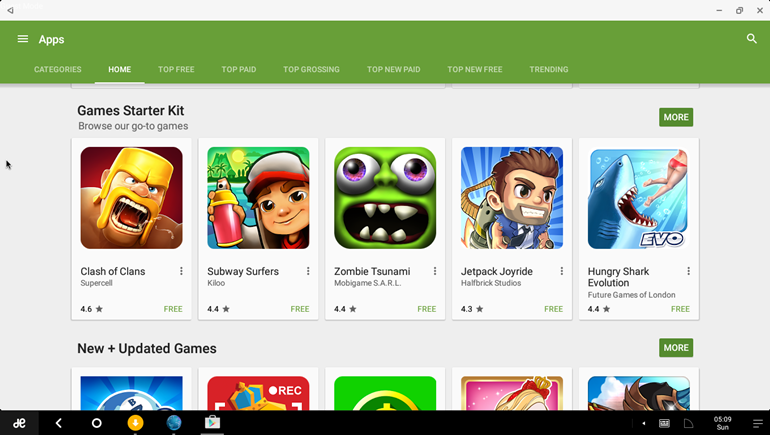 Apps
CATEGORIES HOME TOP FREE TOP PAID TOP GROSSING TOP NEW PAID TOP NEW FREE TRENDING
Games Starter Kit
Browse our go-to games
MORE
EVO
Clash of Clans
Supercell
4.6 ★ FREE
Subway Surfers
Kiloo
4.4 ★ FREE
Zombie Tsunami
Mobigame S.A.R.L.
4.4 ★ FREE
Jetpack Joyride
Halfbrick Studios
4.3 ★ FREE
Hungry Shark
Evolution
Future Games of London
4.4 ★ FREE
New + Updated Games
MORE
B
REC
05:09
Sun